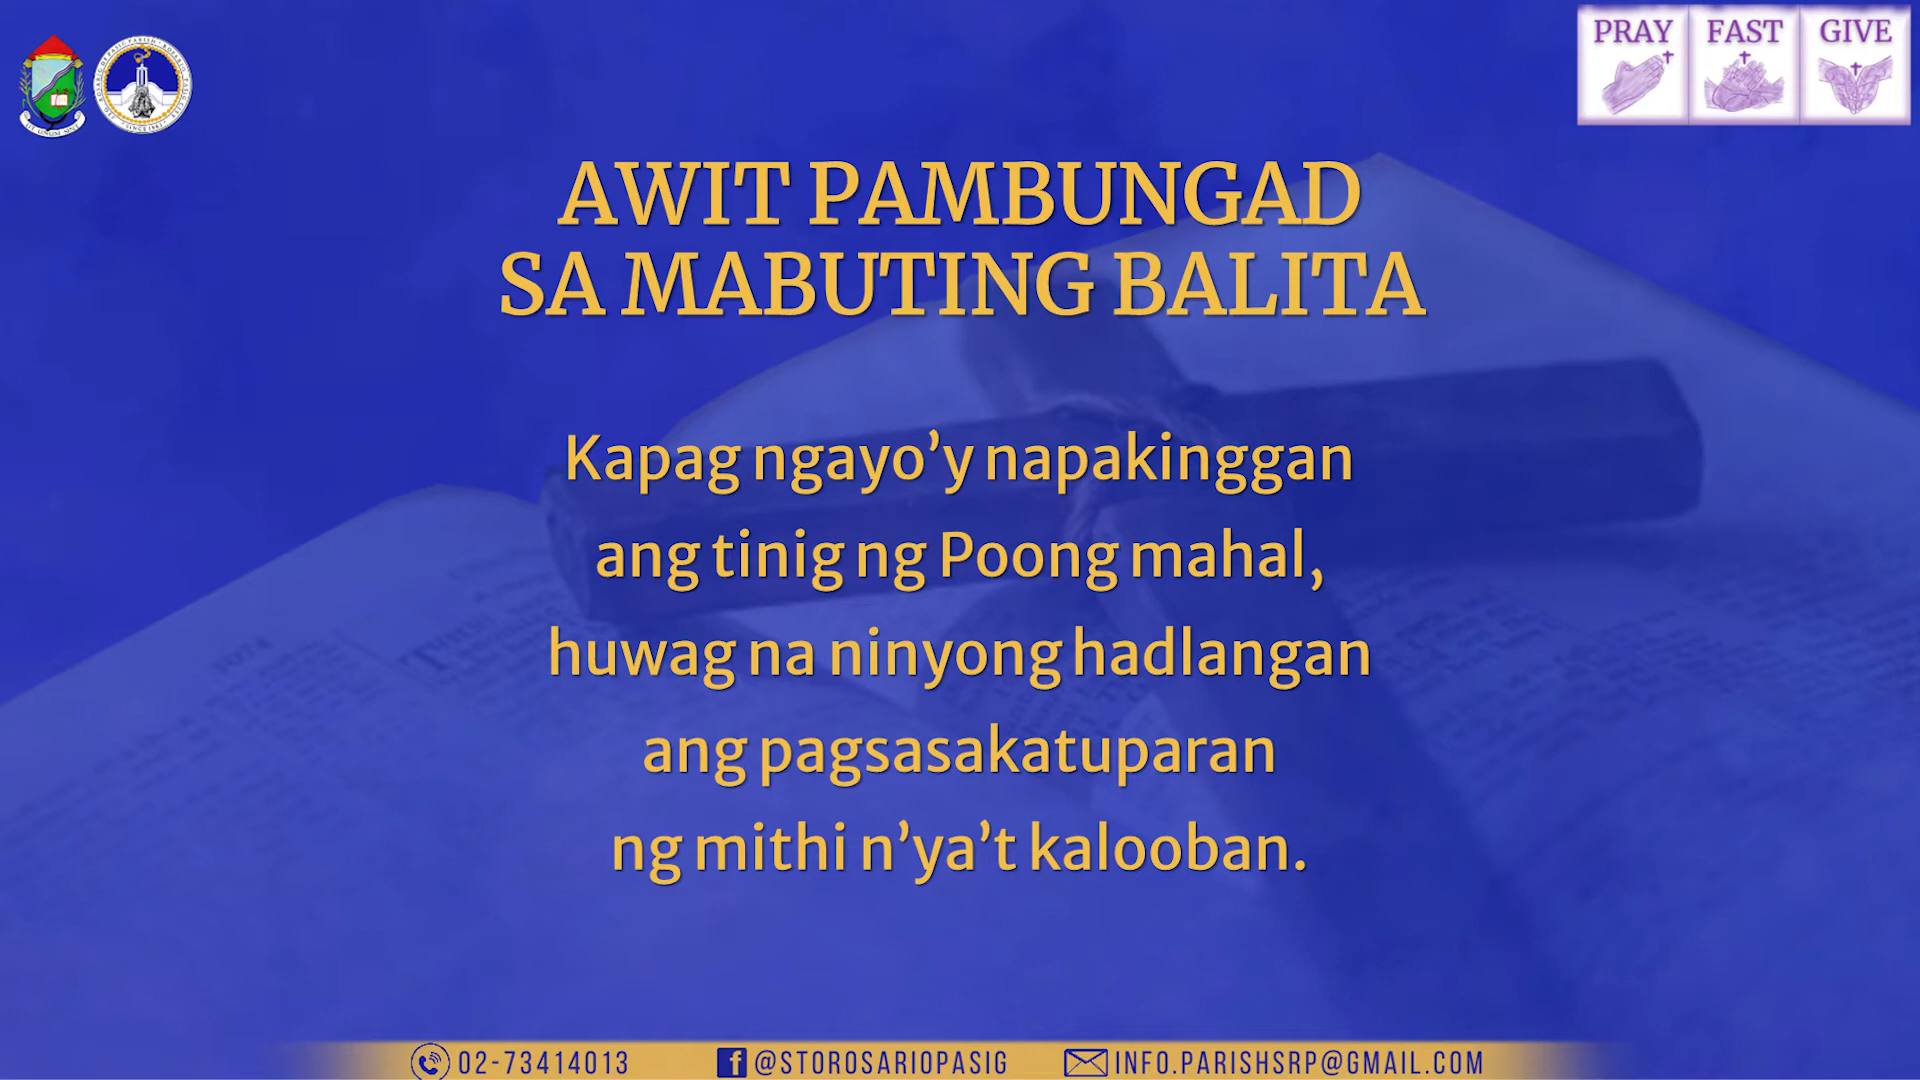 PRAY FAST GIVE
AWIT PAMBUNGAD
SA MABUTING BALITA
Kapag ngayo’y napakinggan
ang tinig ng Poong mahal,
huwag na ninyong hadlangan
ang pagsasakatuparan
ng mithi n’ya’t kalooban.
02-73414013
@STOROSARIOPASIG
INFO.PARISHSRP@GMAIL.COM